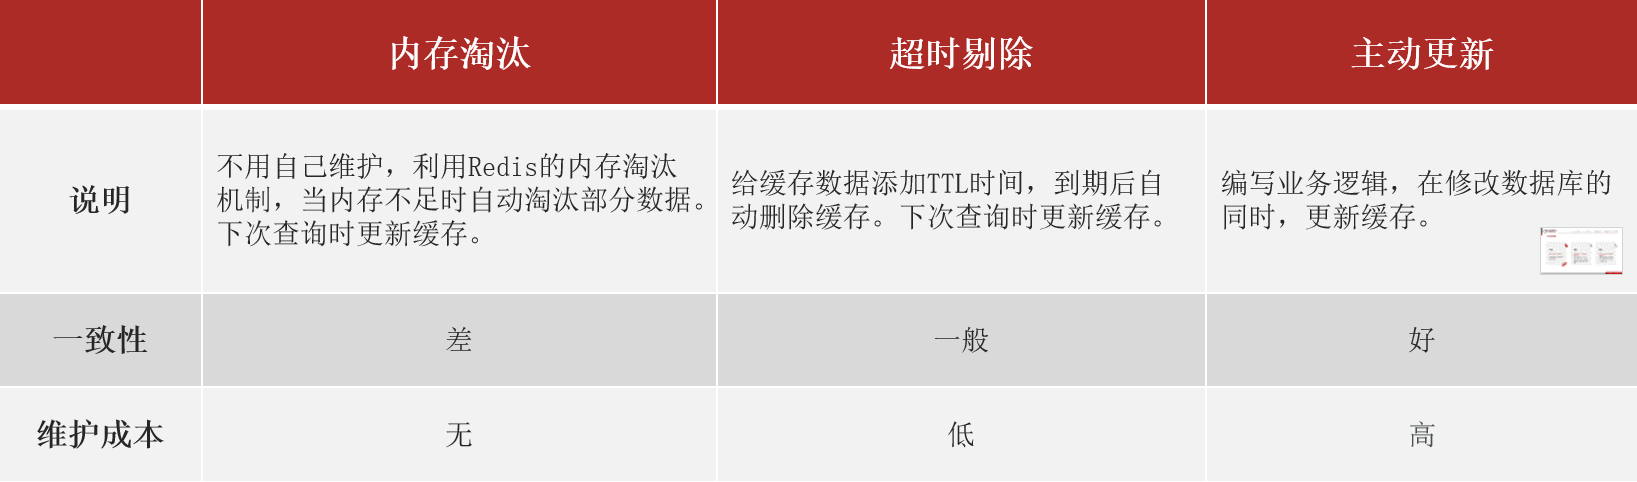 内存淘汰 超时剔除 主动更新
说明
不用自己维护，利用Redis的内存淘汰
机制，当内存不足时自动淘汰部分数据。
下次查询时更新缓存。
给缓存数据添加TTL时间，到期后自
动删除缓存。下次查询时更新缓存。
编写业务逻辑，在修改数据库的
同时，更新缓存。
一致性 差 一般 好
维护成本 无 低 高